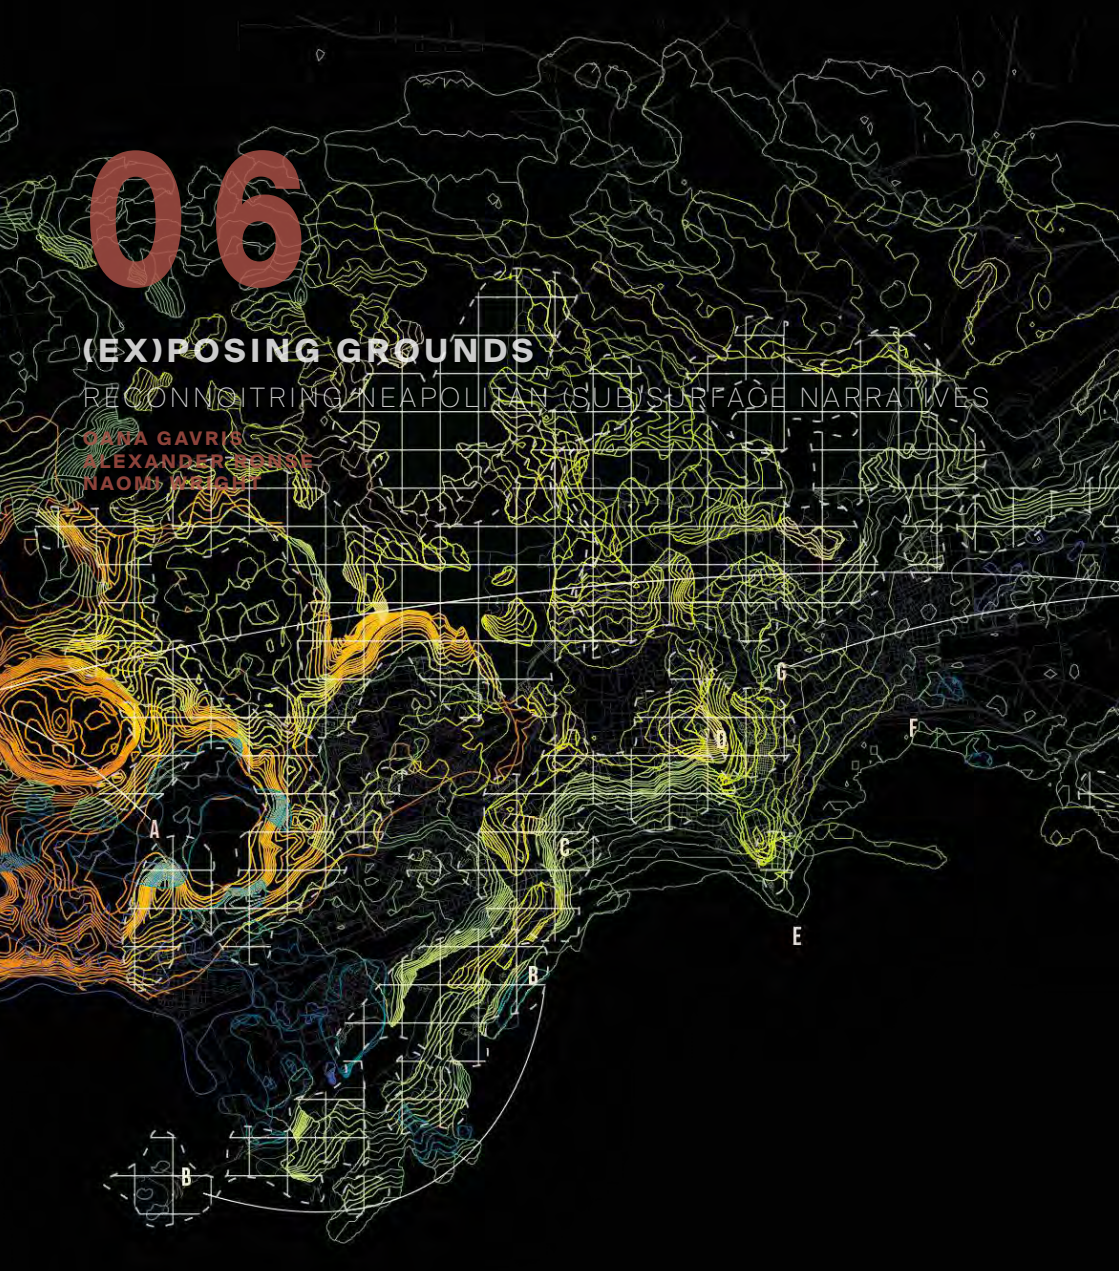 06
(EX)POSING GROUNDS
RECONNOITRING NEAPOLITAN (SUB)SURFACE NARRATIVES
OANA GAVRIS
ALEXANDER BONSE
NAOMI WRIGHT
G
F
D
A
C
E
B
B